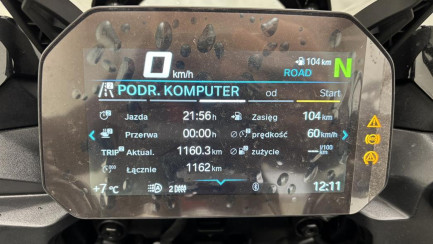 0 km/h
104 km
ROAD N
PODR. KOMPUTER od Start
Jazda 21:56 h Zasięg 104 km
Przerwa 00:00 h Ø prędkość 60 km/h
TRIP Aktual. 1160.3 km Ø zużycie --- l/100 km
Łącznie 1162 km
+7 °C 2 12:11